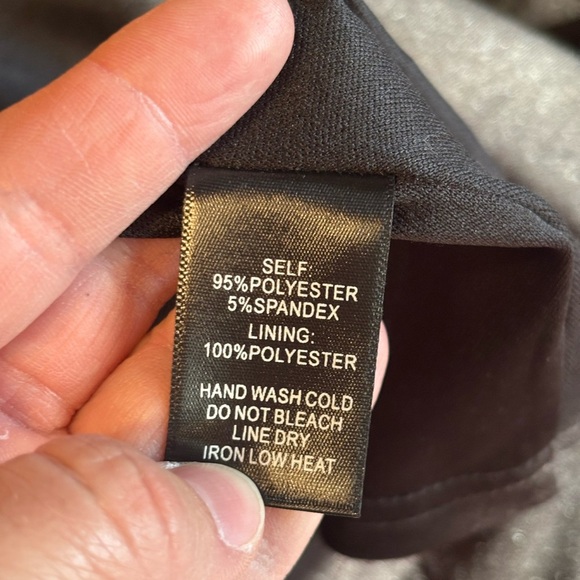 SELF:
95%POLYESTER
5%SPANDEX
LINING:
100%POLYESTER
HAND WASH COLD
DO NOT BLEACH
LINE DRY
IRON LOW HEAT